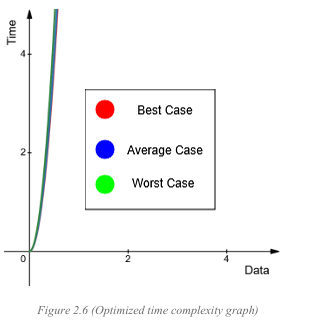 Time
4
2
0
2
4
Data
Best Case
Average Case
Worst Case
Figure 2.6 (Optimized time complexity graph)